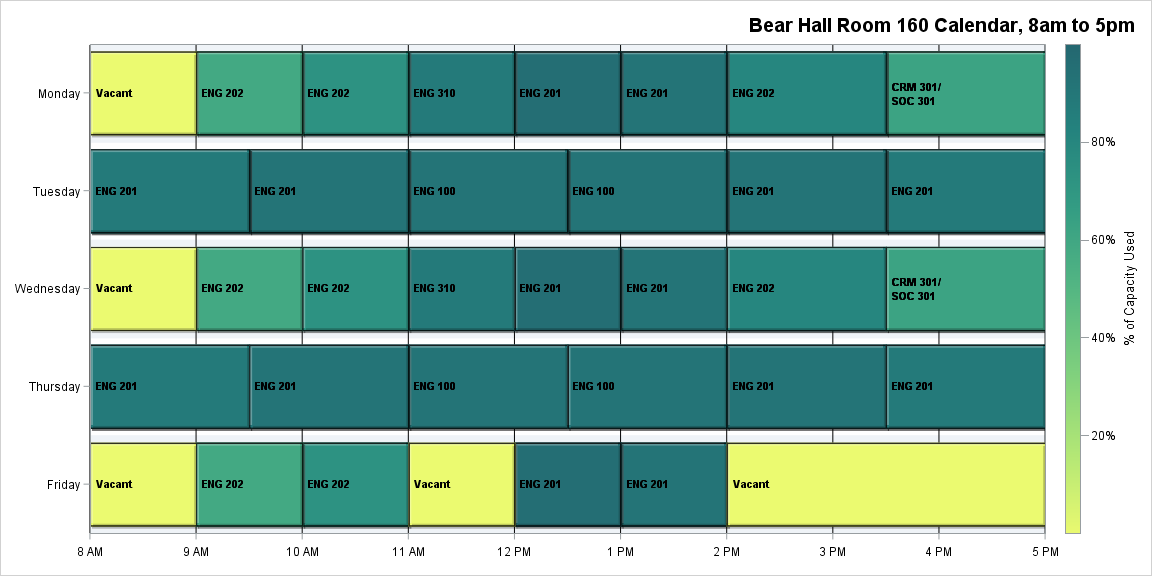 Bear Hall Room 160 Calendar, 8am to 5pm
Monday
Vacant
ENG 202
ENG 202
ENG 310
ENG 201
ENG 201
ENG 202
CRM 301/
SOC 301
Tuesday
ENG 201
ENG 201
ENG 100
ENG 100
ENG 201
ENG 201
Wednesday
Vacant
ENG 202
ENG 202
ENG 310
ENG 201
ENG 201
ENG 202
CRM 301/
SOC 301
Thursday
ENG 201
ENG 201
ENG 100
ENG 100
ENG 201
ENG 201
Friday
Vacant
ENG 202
ENG 202
Vacant
ENG 201
ENG 201
Vacant
8 AM
9 AM
10 AM
11 AM
12 PM
1 PM
2 PM
3 PM
4 PM
5 PM
80%
60%
40%
20%
% of Capacity Used